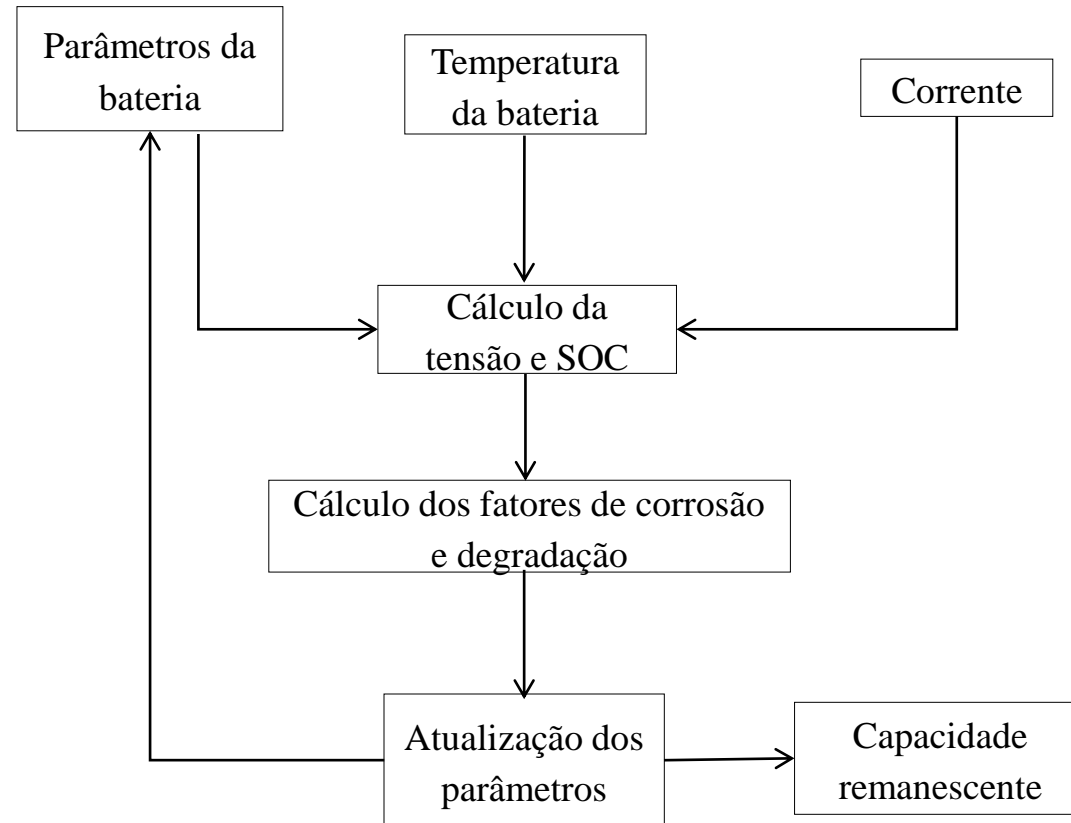 Parâmetros da
bateria
Temperatura
da bateria
Corrente
Cálculo da
tensão e SOC
Cálculo dos fatores de corrosão
e degradação
Atualização dos
parâmetros
Capacidade
remanescente